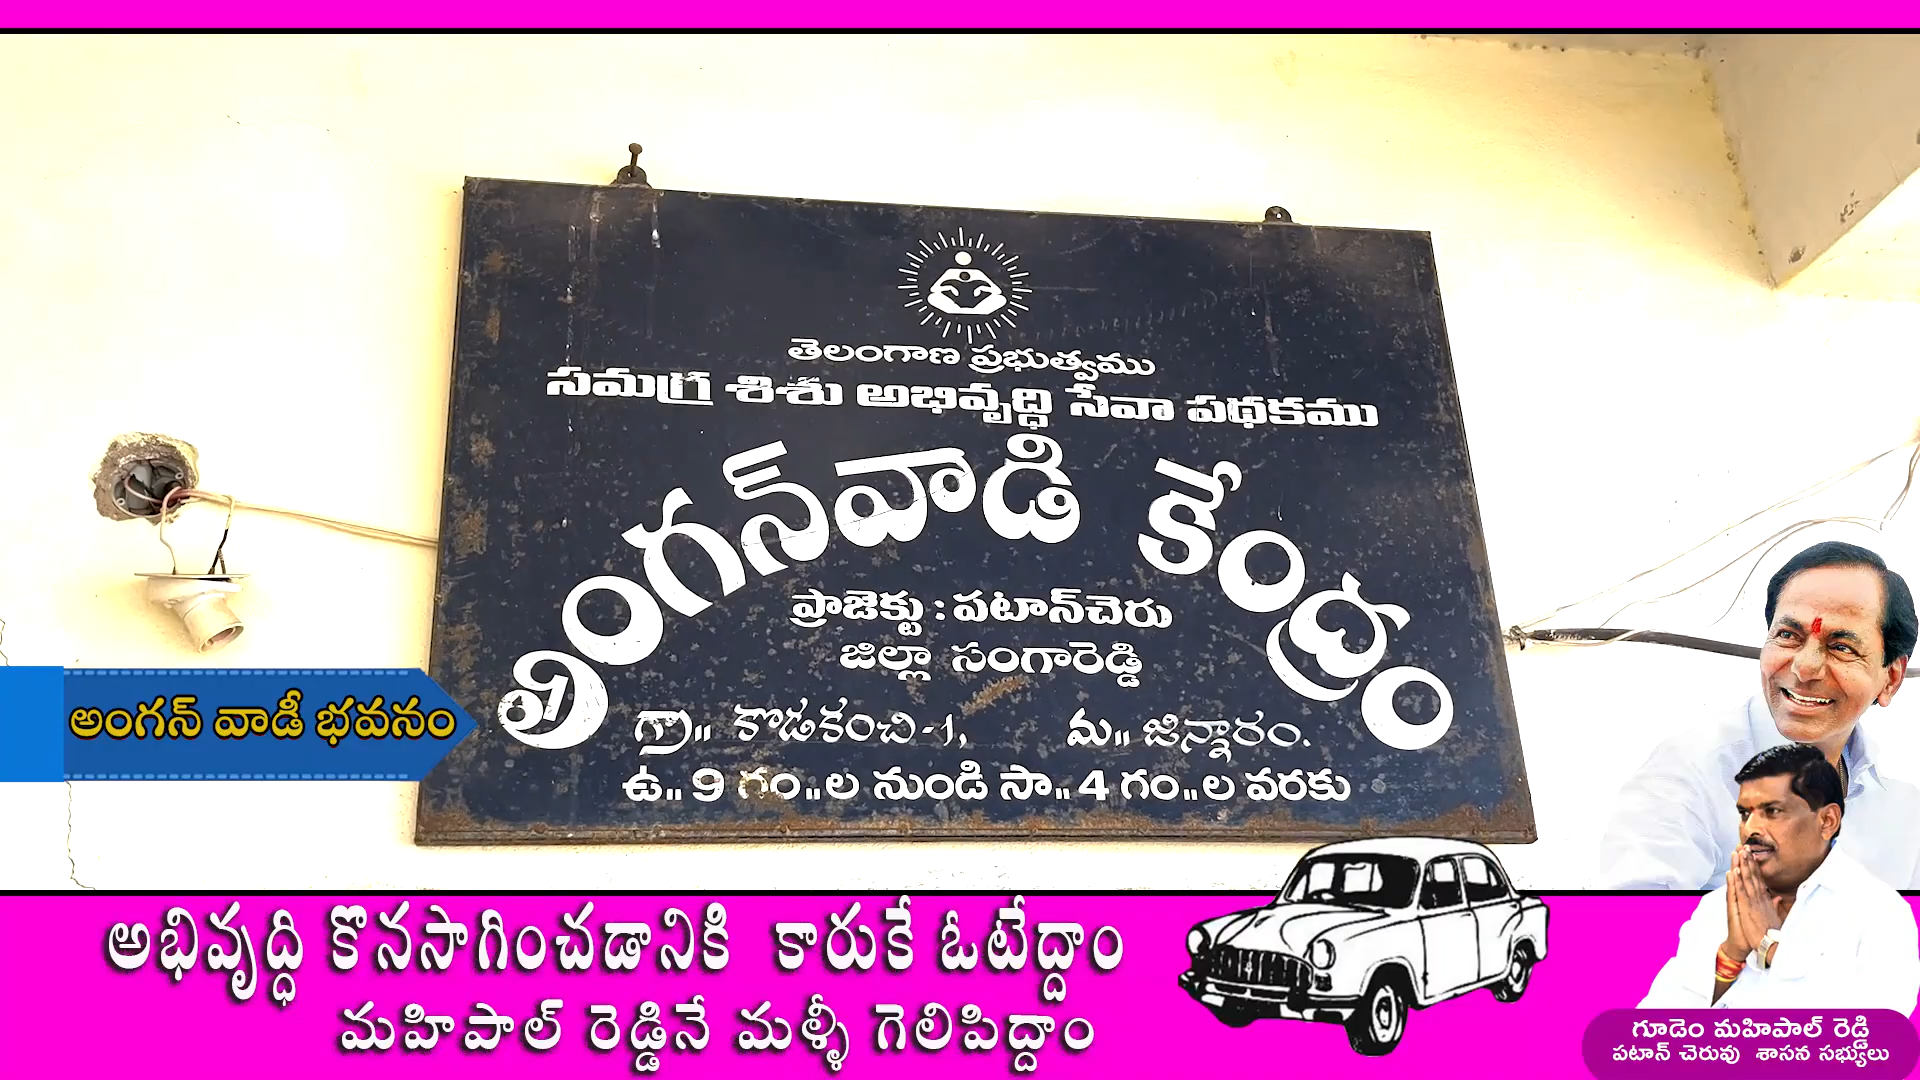 తెలంగాణ ప్రభుత్వము
సమగ్ర శిశు అభివృద్ధి సేవా పథకము
అంగన్‌వాడి కేంద్రం
ప్రాజెక్టు : పటాన్‌చెరు
జిల్లా సంగారెడ్డి
గ్రా॥ కొడకంచి-1, మ॥ జిన్నారం.
ఉ॥ 9 గం॥ల నుండి సా॥ 4 గం॥ల వరకు
అంగన్ వాడీ భవనం
అభివృద్ధి కొనసాగించడానికి కారుకే ఓటేద్దాం
మహిపాల్ రెడ్డినే మళ్ళీ గెలిపిద్దాం
గూడెం మహిపాల్ రెడ్డి
పటాన్ చెరువు శాసన సభ్యులు